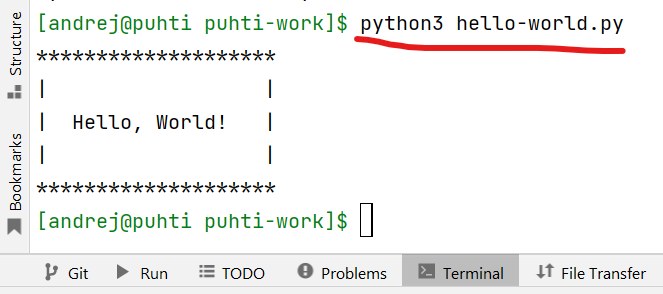 Structure
Bookmarks
[andrej@puhti puhti-work]$ python3 hello-world.py
********************
|                  |
|  Hello, World!   |
|                  |
********************
[andrej@puhti puhti-work]$
Git Run TODO Problems Terminal File Transfer